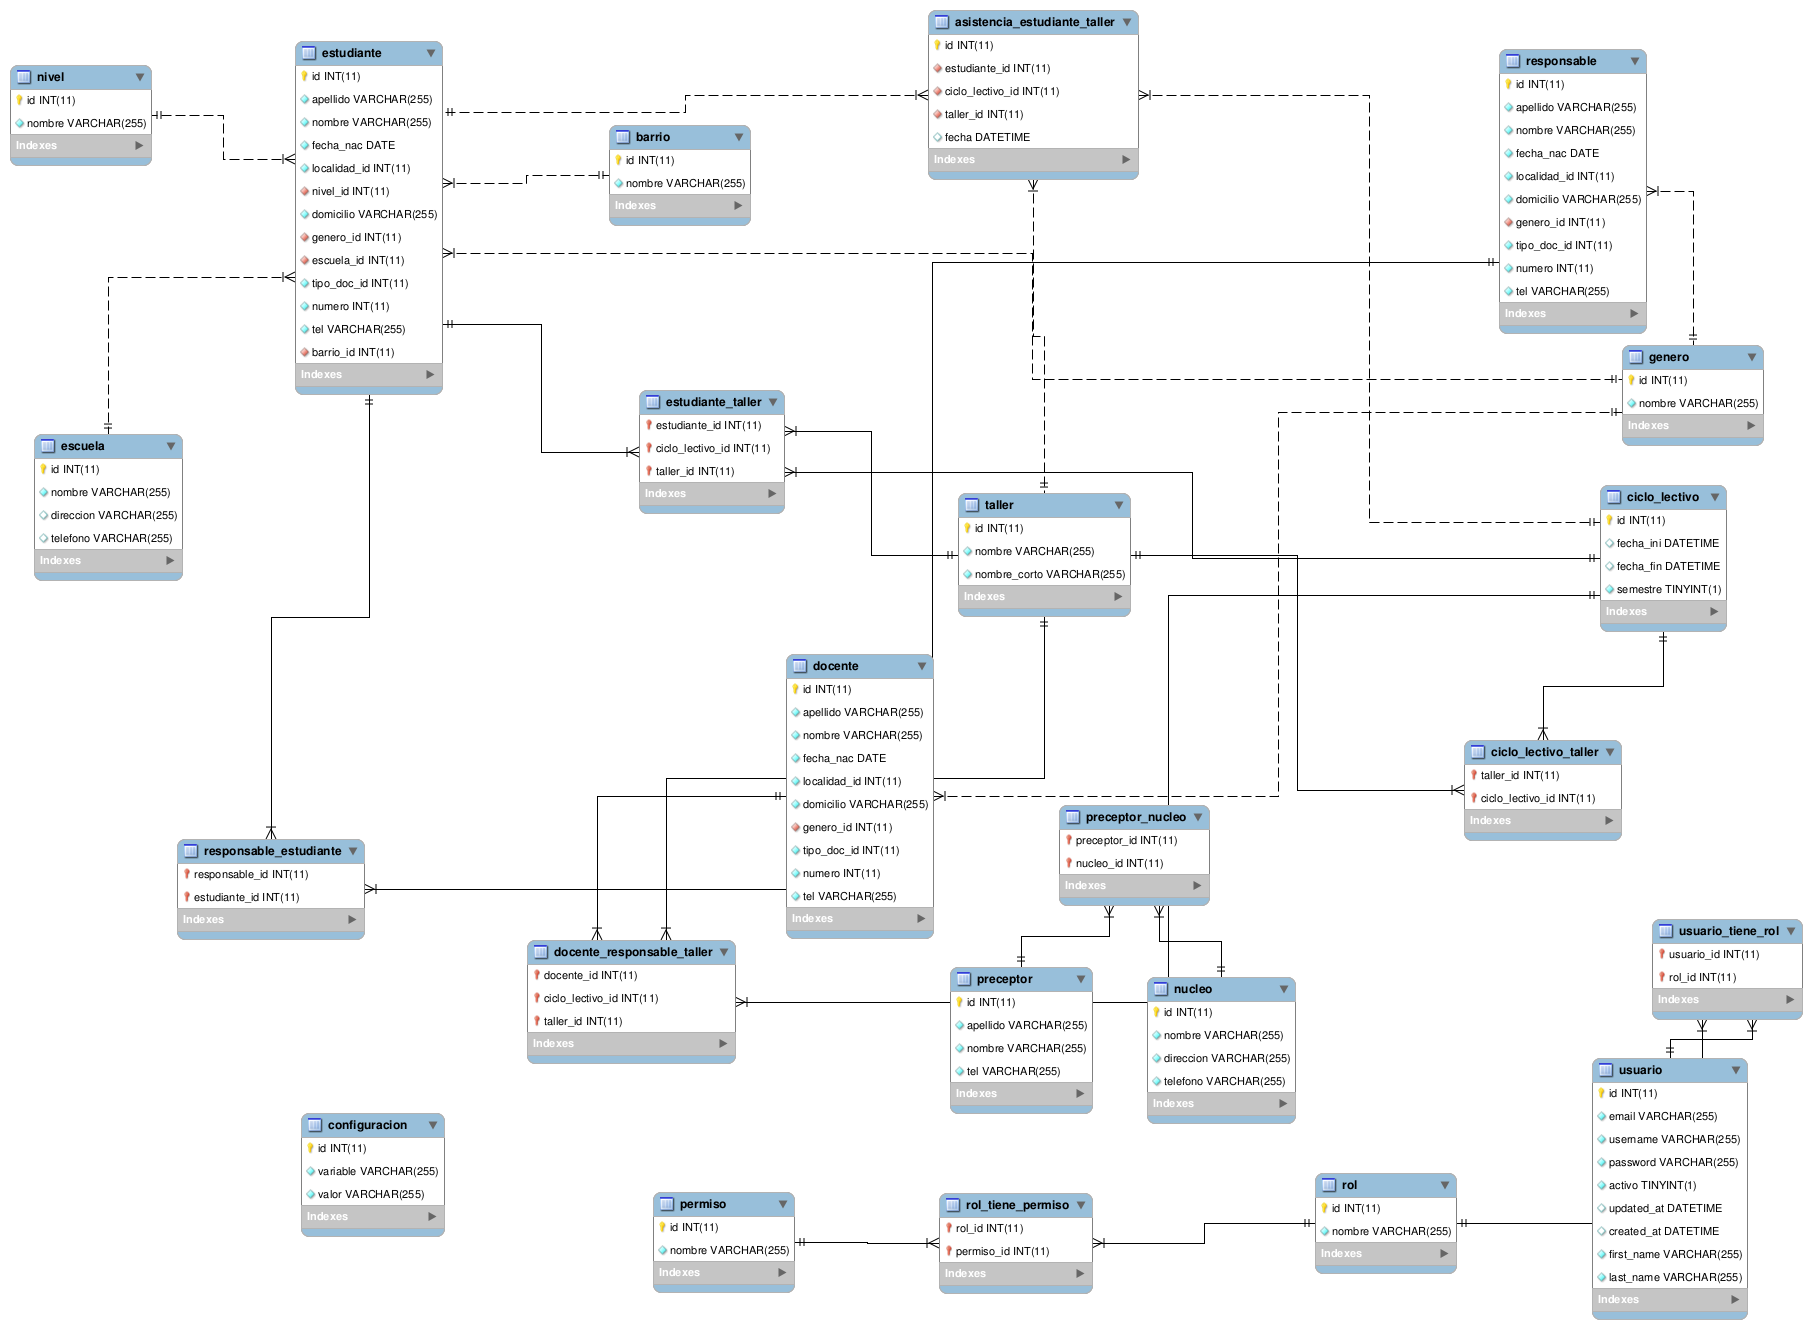 nivel
id INT(11)
nombre VARCHAR(255)
Indexes
estudiante
id INT(11)
apellido VARCHAR(255)
nombre VARCHAR(255)
fecha_nac DATE
localidad_id INT(11)
nivel_id INT(11)
domicilio VARCHAR(255)
genero_id INT(11)
escuela_id INT(11)
tipo_doc_id INT(11)
numero INT(11)
tel VARCHAR(255)
barrio_id INT(11)
Indexes
barrio
id INT(11)
nombre VARCHAR(255)
Indexes
asistencia_estudiante_taller
id INT(11)
estudiante_id INT(11)
ciclo_lectivo_id INT(11)
taller_id INT(11)
fecha DATETIME
Indexes
responsable
id INT(11)
apellido VARCHAR(255)
nombre VARCHAR(255)
fecha_nac DATE
localidad_id INT(11)
domicilio VARCHAR(255)
genero_id INT(11)
tipo_doc_id INT(11)
numero INT(11)
tel VARCHAR(255)
Indexes
genero
id INT(11)
nombre VARCHAR(255)
Indexes
escuela
id INT(11)
nombre VARCHAR(255)
direccion VARCHAR(255)
telefono VARCHAR(255)
Indexes
estudiante_taller
estudiante_id INT(11)
ciclo_lectivo_id INT(11)
taller_id INT(11)
Indexes
taller
id INT(11)
nombre VARCHAR(255)
nombre_corto VARCHAR(255)
Indexes
ciclo_lectivo
id INT(11)
fecha_ini DATETIME
fecha_fin DATETIME
semestre TINYINT(1)
Indexes
docente
id INT(11)
apellido VARCHAR(255)
nombre VARCHAR(255)
fecha_nac DATE
localidad_id INT(11)
domicilio VARCHAR(255)
genero_id INT(11)
tipo_doc_id INT(11)
numero INT(11)
tel VARCHAR(255)
Indexes
ciclo_lectivo_taller
taller_id INT(11)
ciclo_lectivo_id INT(11)
Indexes
preceptor_nucleo
preceptor_id INT(11)
nucleo_id INT(11)
Indexes
responsable_estudiante
responsable_id INT(11)
estudiante_id INT(11)
Indexes
docente_responsable_taller
docente_id INT(11)
ciclo_lectivo_id INT(11)
taller_id INT(11)
Indexes
preceptor
id INT(11)
apellido VARCHAR(255)
nombre VARCHAR(255)
tel VARCHAR(255)
Indexes
nucleo
id INT(11)
nombre VARCHAR(255)
direccion VARCHAR(255)
telefono VARCHAR(255)
Indexes
usuario_tiene_rol
usuario_id INT(11)
rol_id INT(11)
Indexes
usuario
id INT(11)
email VARCHAR(255)
username VARCHAR(255)
password VARCHAR(255)
activo TINYINT(1)
updated_at DATETIME
created_at DATETIME
first_name VARCHAR(255)
last_name VARCHAR(255)
Indexes
configuracion
id INT(11)
variable VARCHAR(255)
valor VARCHAR(255)
Indexes
permiso
id INT(11)
nombre VARCHAR(255)
Indexes
rol_tiene_permiso
rol_id INT(11)
permiso_id INT(11)
Indexes
rol
id INT(11)
nombre VARCHAR(255)
Indexes